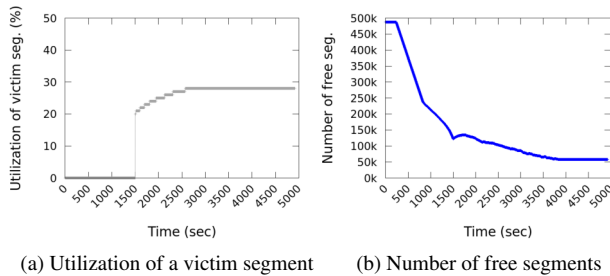 Utilization of victim seg. (%)
50
40
30
20
10
0
0 500 1000 1500 2000 2500 3000 3500 4000 4500 5000
Time (sec)
(a) Utilization of a victim segment
Number of free seg.
500k
450k
400k
350k
300k
250k
200k
150k
100k
50k
0k
0 500 1000 1500 2000 2500 3000 3500 4000 4500 5000
Time (sec)
(b) Number of free segments